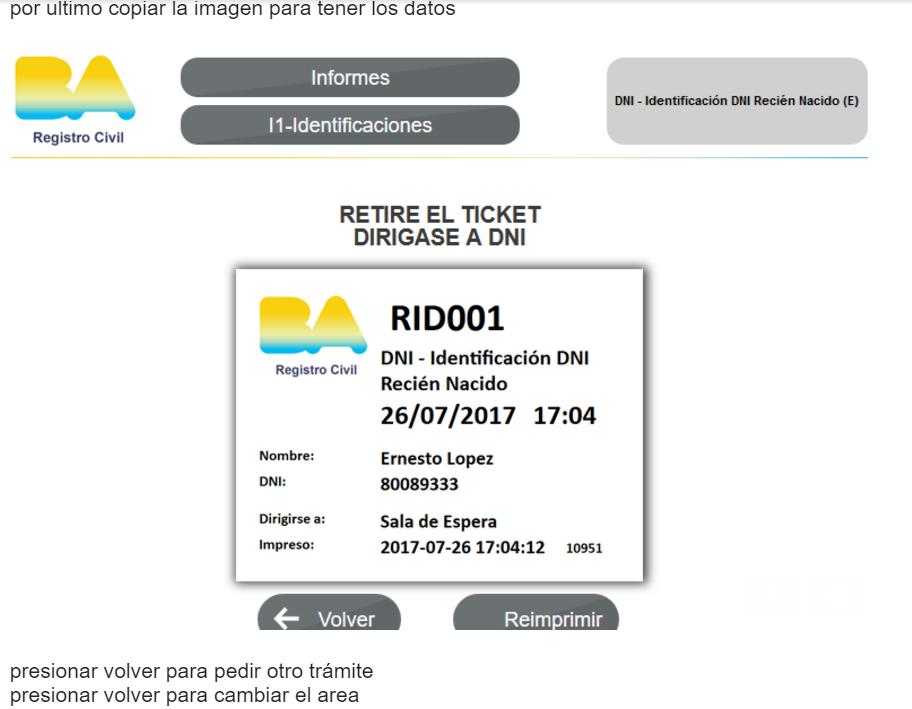 por ultimo copiar la imagen para tener los datos
BA
Registro Civil
Informes
I1-Identificaciones
DNI - Identificación DNI Recién Nacido (E)
RETIRE EL TICKET
DIRIGASE A DNI
BA
Registro Civil
RID001
DNI - Identificación DNI
Recién Nacido
26/07/2017 17:04
Nombre: Ernesto Lopez
DNI: 80089333
Dirigirse a: Sala de Espera
Impreso: 2017-07-26 17:04:12 10951
Volver
Reimprimir
presionar volver para pedir otro trámite
presionar volver para cambiar el area